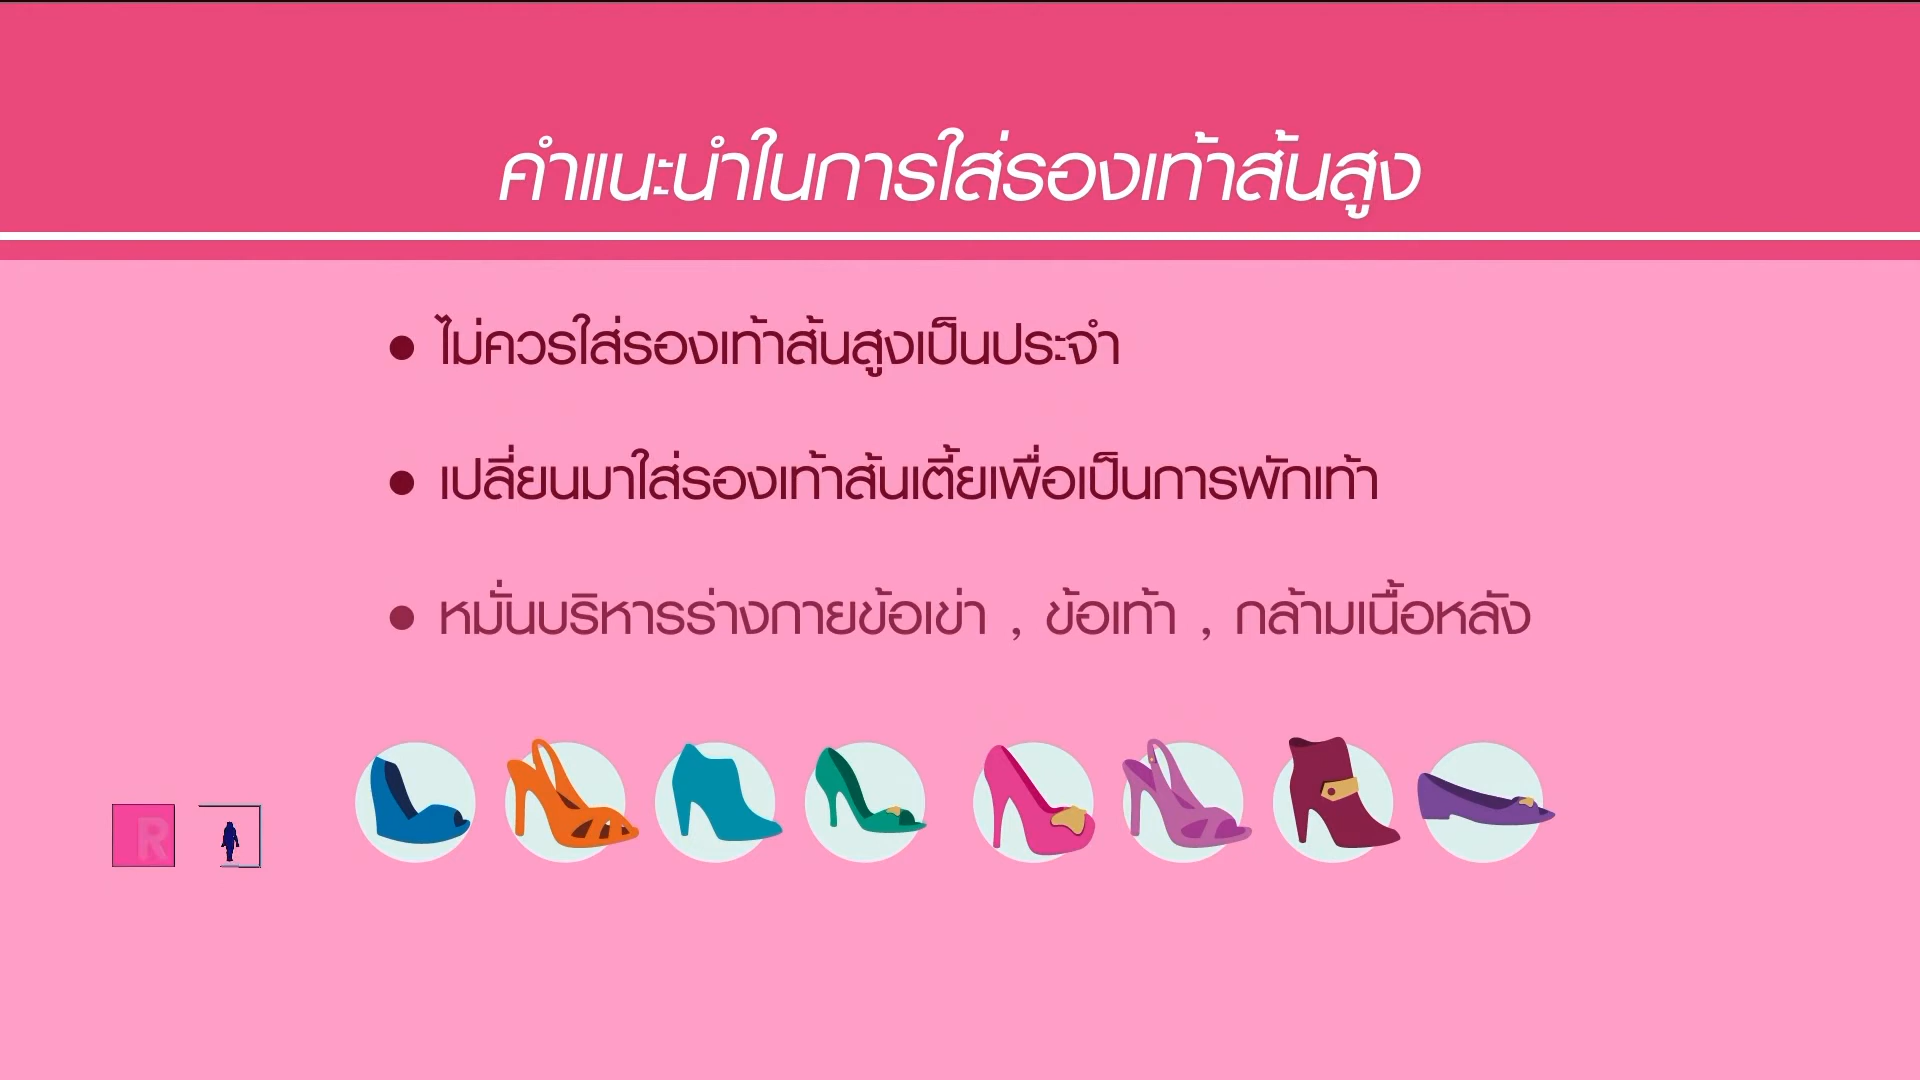 คำแนะนำในการใส่รองเท้าส้นสูง
• ไม่ควรใส่รองเท้าส้นสูงเป็นประจำ
• เปลี่ยนมาใส่รองเท้าส้นเตี้ยเพื่อเป็นการพักเท้า
• หมั่นบริหารร่างกายข้อเข่า , ข้อเท้า , กล้ามเนื้อหลัง
R